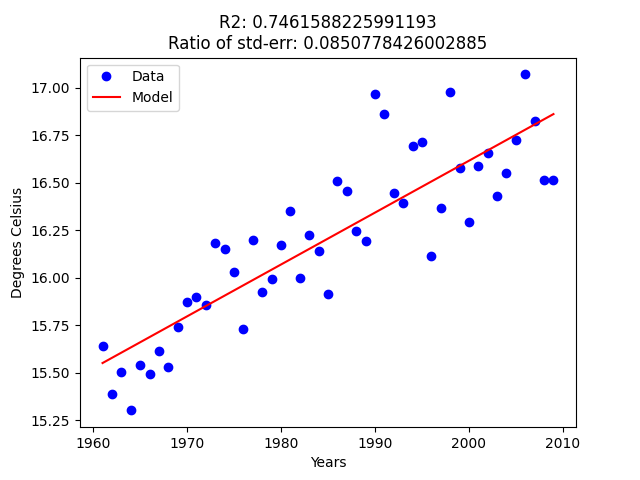 R2: 0.7461588225991193
Ratio of std-err: 0.0850778426002885
Data
Model
17.00
16.75
16.50
16.25
16.00
15.75
15.50
15.25
Degrees Celsius
1960 1970 1980 1990 2000 2010
Years